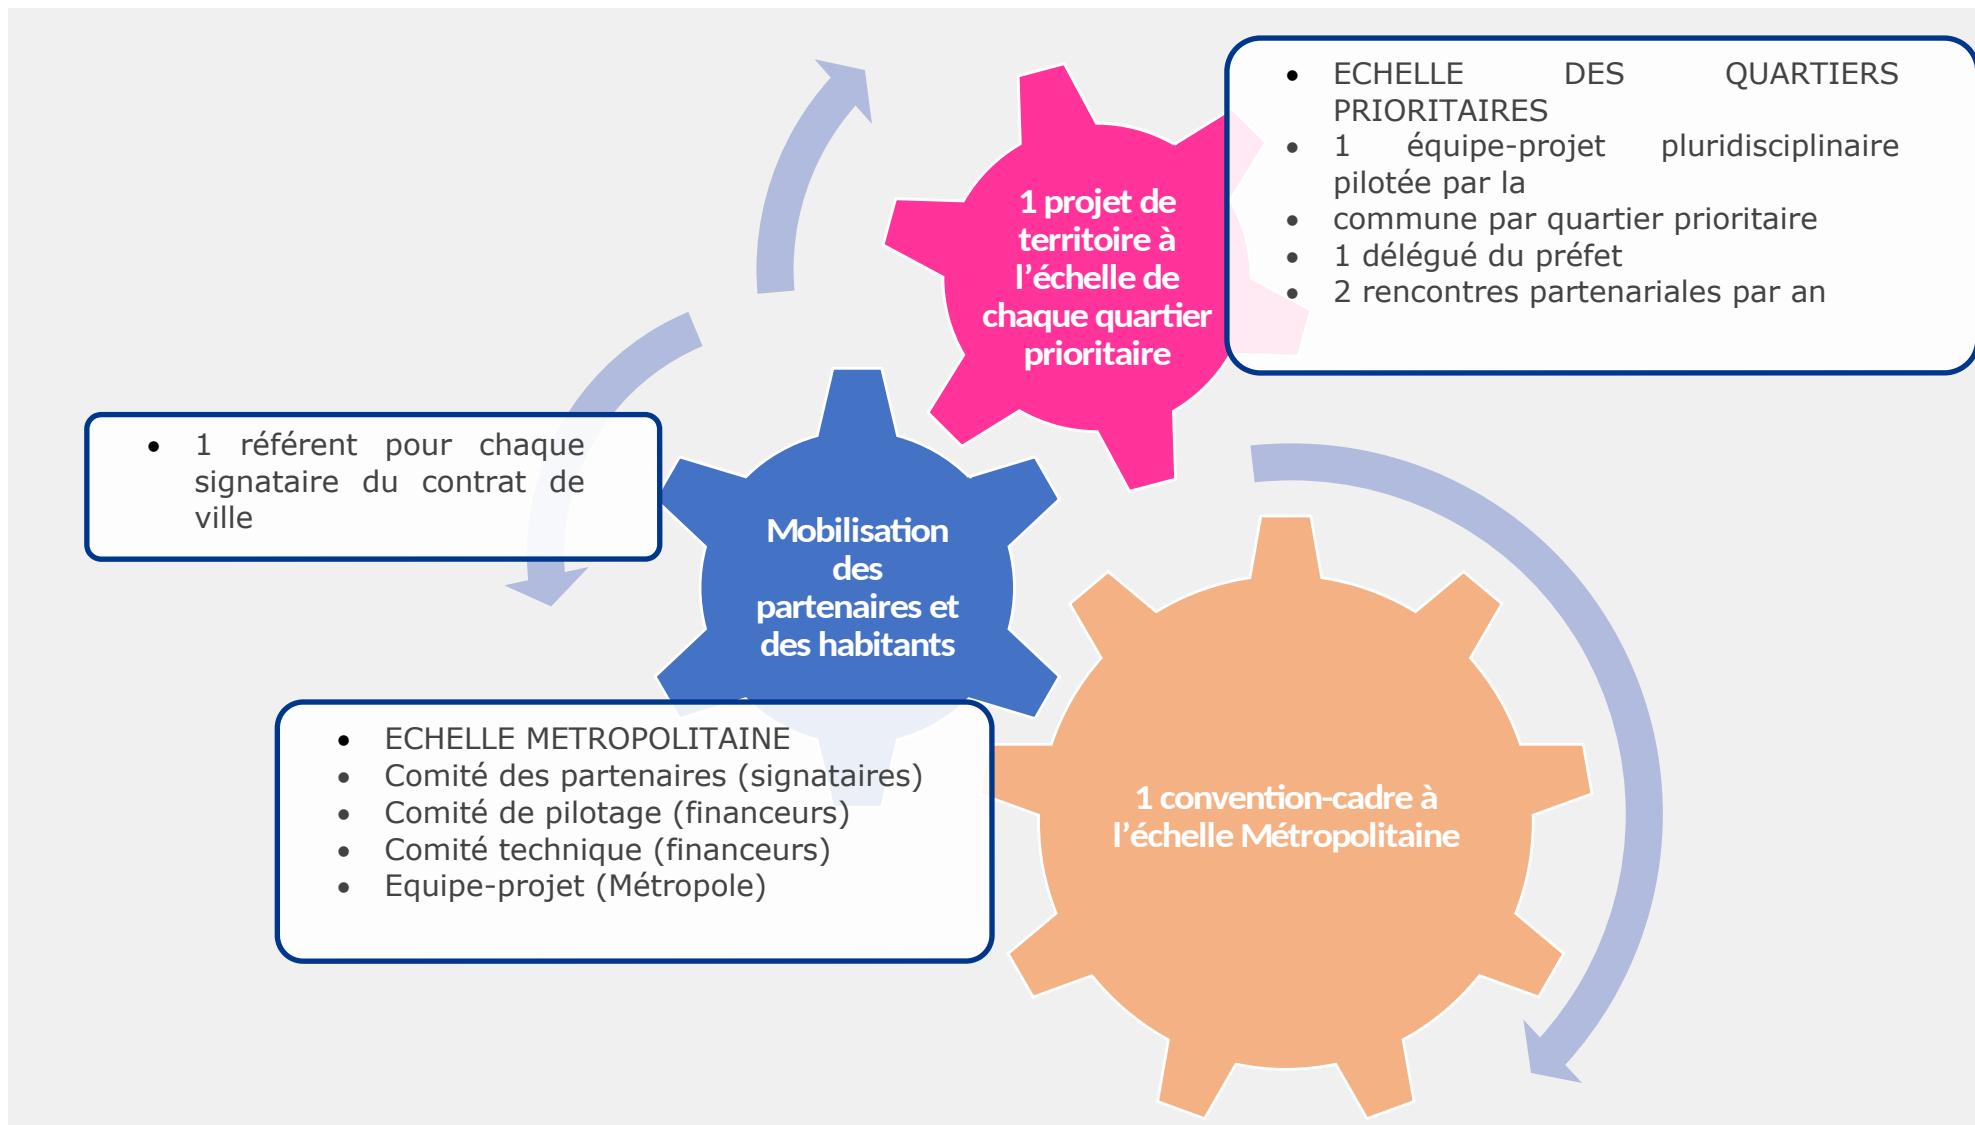 1 projet de
territoire à
l’échelle de
chaque quartier
prioritaire
• ECHELLE DES QUARTIERS
PRIORITAIRES
• 1 équipe-projet pluridisciplinaire
pilotée par la
• commune par quartier prioritaire
• 1 délégué du préfet
• 2 rencontres partenariales par an
• 1 référent pour chaque
signataire du contrat de
ville
Mobilisation
des
partenaires et
des habitants
• ECHELLE METROPOLITAINE
• Comité des partenaires (signataires)
• Comité de pilotage (financeurs)
• Comité technique (financeurs)
• Equipe-projet (Métropole)
1 convention-cadre à
l’échelle Métropolitaine